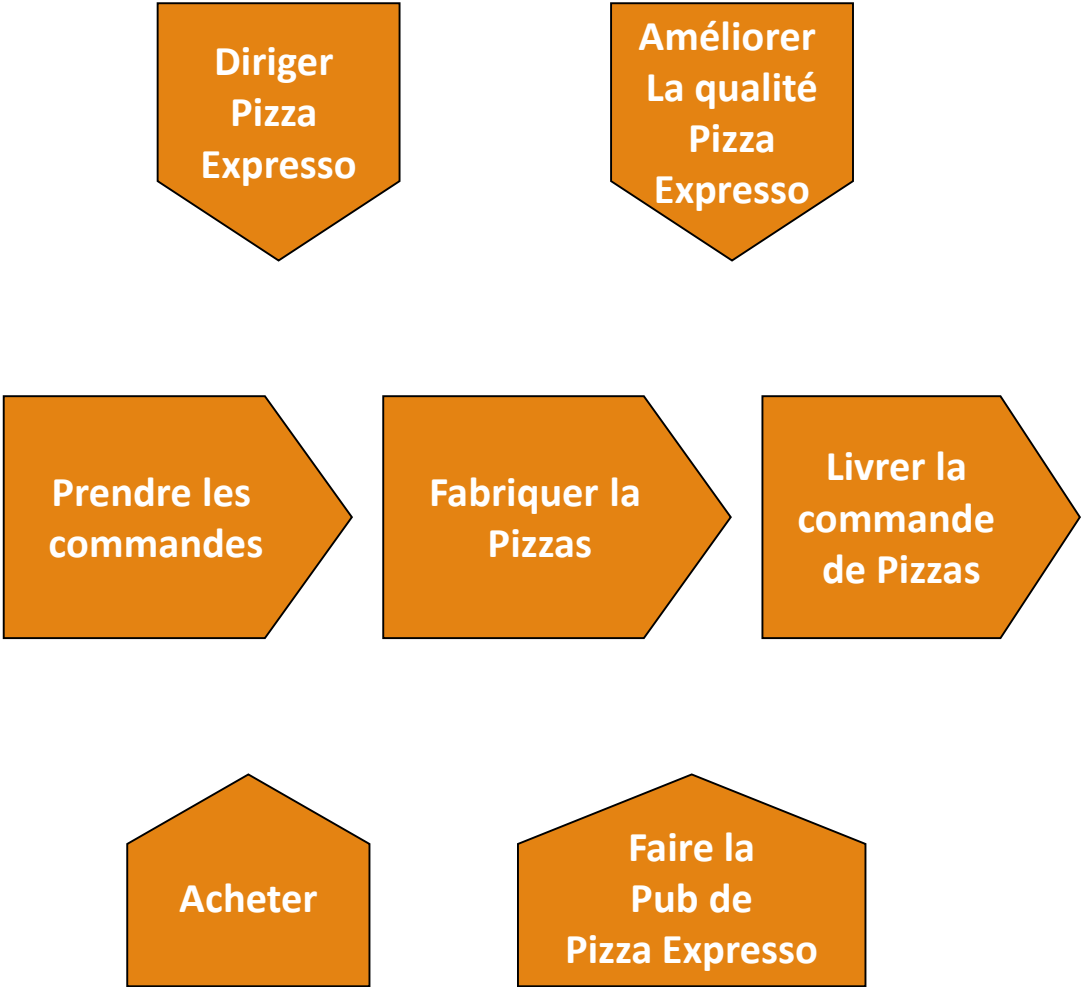 Diriger
Pizza
Expresso
Améliorer
La qualité
Pizza
Expresso
Prendre les
commandes
Fabriquer la
Pizzas
Livrer la
commande
de Pizzas
Acheter
Faire la
Pub de
Pizza Expresso